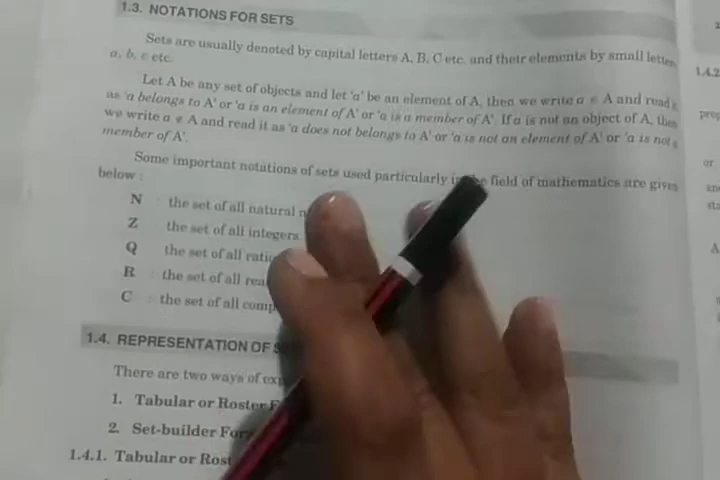 1.3. NOTATIONS FOR SETS
Sets are usually denoted by capital letters A, B, C etc. and their elements by small letters
a, b, c etc.
Let A be any set of objects and let 'a' be an element of A, then we write a ∈ A and read
as 'a belongs to A' or 'a is an element of A' or 'a is a member of A'. If a is not an object of A, then
we write a ∉ A and read it as 'a does not belongs to A' or 'a is not an element of A' or 'a is not a
member of A'.
Some important notations of sets used particularly in the field of mathematics are given
below :
N : the set of all natural n
Z : the set of all integers
Q : the set of all ratio
R : the set of all rea
C : the set of all comp
1.4. REPRESENTATION OF S
There are two ways of exp
1. Tabular or Roster F
2. Set-builder For
1.4.1. Tabular or Rost
1.4.2
prop
or